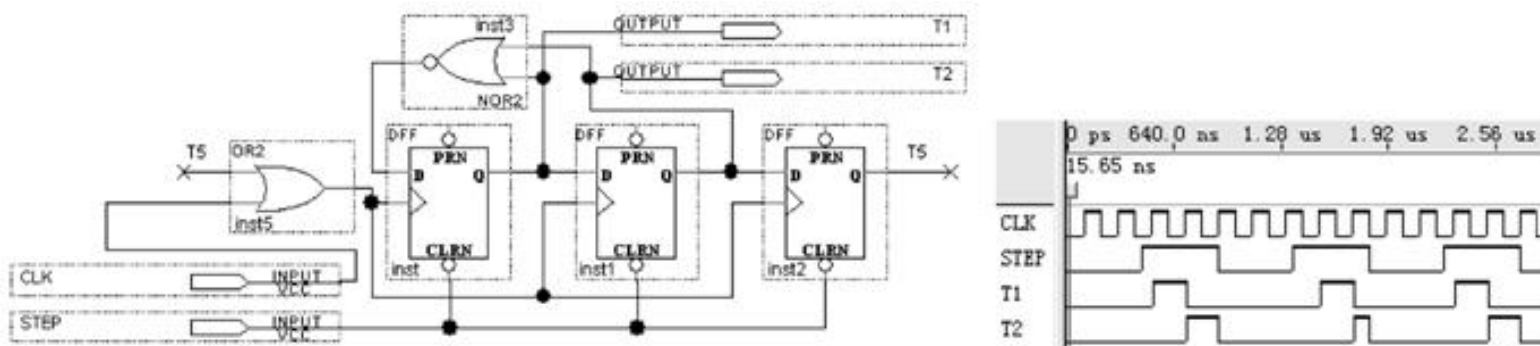 inst3
OUTPUT
T1
OUTPUT
T2
NOR2
T5
OR2
inst5
DFF
PRN
D
Q
CLRN
inst
DFF
PRN
D
Q
CLRN
inst1
DFF
PRN
D
Q
CLRN
inst2
T5
CLK
INPUT
VCC
STEP
INPUT
VCC
0 ps 640.0 ns 1.28 us 1.92 us 2.56 us
15.65 ns
CLK
STEP
T1
T2